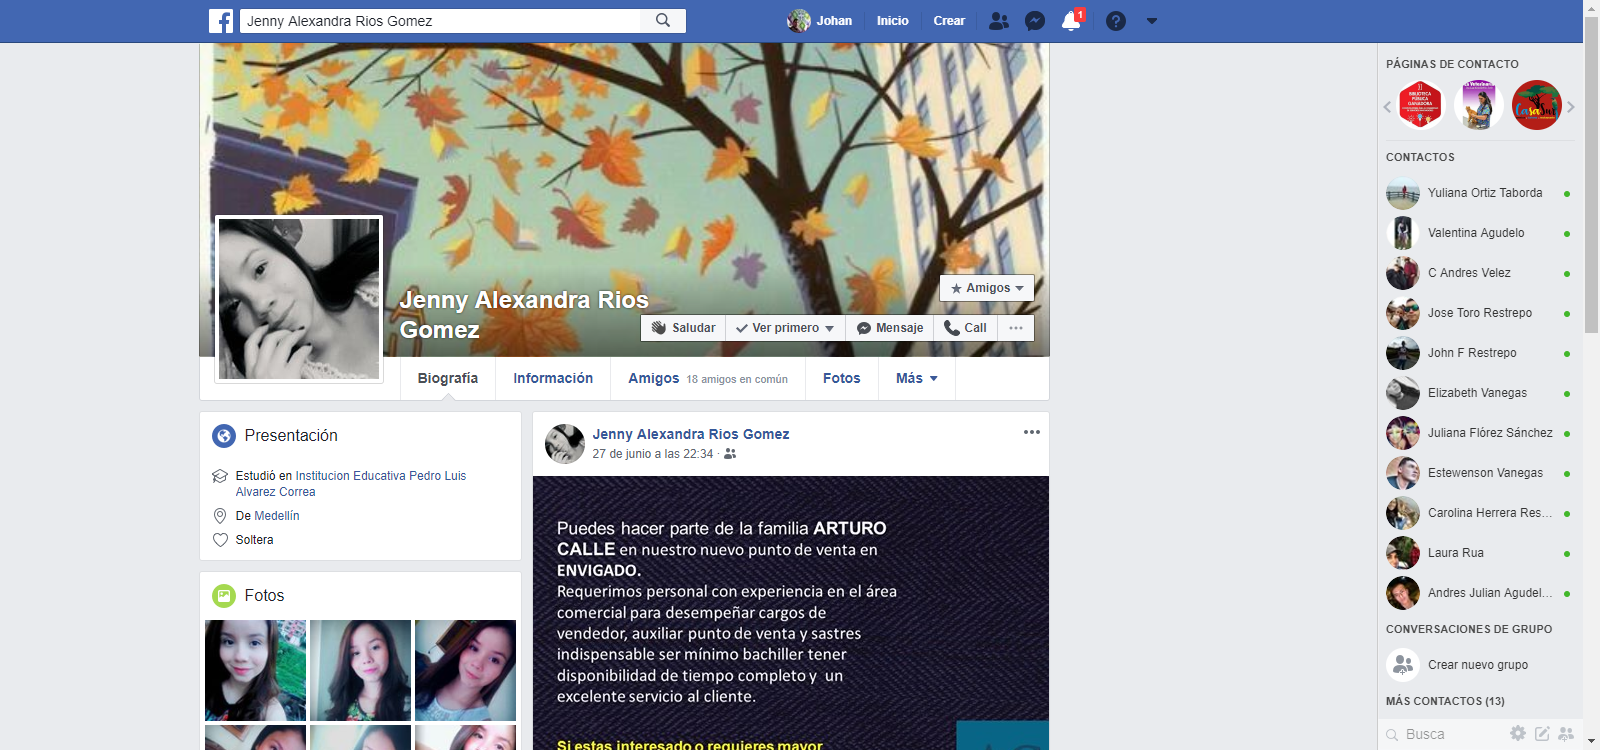 Jenny Alexandra Rios Gomez
Johan
Inicio
Crear
1
Jenny Alexandra Rios
Gomez
Amigos
Saludar
Ver primero
Mensaje
Call
Biografía
Información
Amigos 18 amigos en común
Fotos
Más
Presentación
Estudió en Institucion Educativa Pedro Luis
Alvarez Correa
De Medellín
Soltera
Fotos
Jenny Alexandra Rios Gomez
27 de junio a las 22:34 ·
Puedes hacer parte de la familia ARTURO
CALLE en nuestro nuevo punto de venta en
ENVIGADO.
Requerimos personal con experiencia en el área
comercial para desempeñar cargos de
vendedor, auxiliar punto de venta y sastres
indispensable ser mínimo bachiller tener
disponibilidad de tiempo completo y un
excelente servicio al cliente.
Si estas interesado o requieres mayor
PÁGINAS DE CONTACTO
BIBLIOTECA
PÚBLICA
GANADORA
CasaSur
CONTACTOS
Yuliana Ortiz Taborda
Valentina Agudelo
C Andres Velez
Jose Toro Restrepo
John F Restrepo
Elizabeth Vanegas
Juliana Flórez Sánchez
Estewenson Vanegas
Carolina Herrera Res...
Laura Rua
Andres Julian Agudel...
CONVERSACIONES DE GRUPO
Crear nuevo grupo
MÁS CONTACTOS (13)
Busca